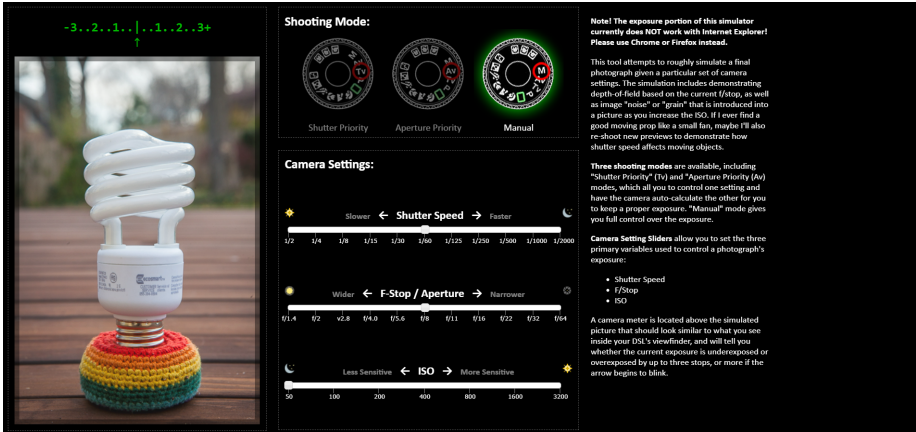 -3..2..1..|..1..2..3+
↑
Shooting Mode:
Tv
Av
M
Shutter Priority
Aperture Priority
Manual
Camera Settings:
Slower ← Shutter Speed → Faster
1/2 1/4 1/8 1/15 1/30 1/60 1/125 1/250 1/500 1/1000 1/2000
Wider ← F-Stop / Aperture → Narrower
f/1.4 f/2 v2.8 f/4.0 f/5.6 f/8 f/11 f/16 f/22 f/32 f/64
Less Sensitive ← ISO → More Sensitive
50 100 200 400 800 1600 3200
Note! The exposure portion of this simulator
currently does NOT work with Internet Explorer!
Please use Chrome or Firefox instead.
This tool attempts to roughly simulate a final
photograph given a particular set of camera
settings. The simulation includes demonstrating
depth-of-field based on the current f/stop, as well
as image "noise" or "grain" that is introduced into
a picture as you increase the ISO. If I ever find a
good moving prop like a small fan, maybe I'll also
re-shoot new previews to demonstrate how
shutter speed affects moving objects.
Three shooting modes are available, including
"Shutter Priority" (Tv) and "Aperture Priority (Av)
modes, which all you to control one setting and
have the camera auto-calculate the other for you
to keep a proper exposure. "Manual" mode gives
you full control over the exposure.
Camera Setting Sliders allow you to set the three
primary variables used to control a photograph's
exposure:
• Shutter Speed
• F/Stop
• ISO
A camera meter is located above the simulated
picture that should look similar to what you see
inside your DSL's viewfinder, and will tell you
whether the current exposure is underexposed or
overexposed by up to three stops, or more if the
arrow begins to blink.